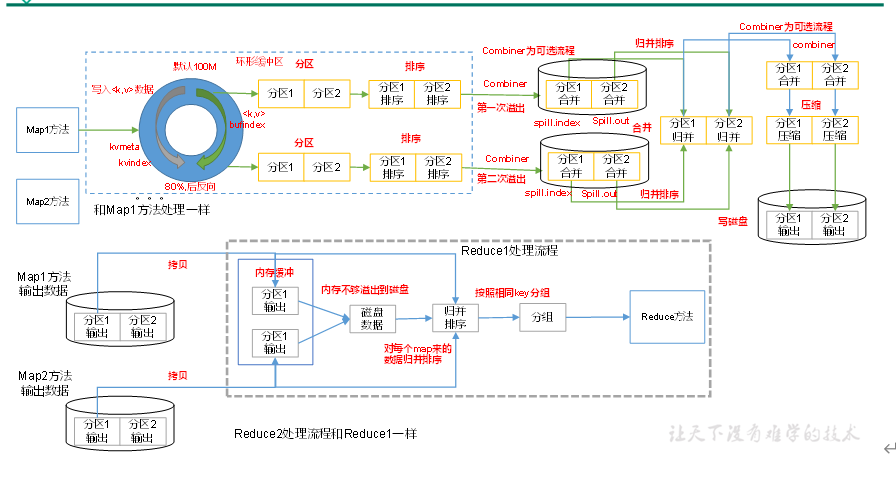 Map1方法
Map2方法
和Map1方法处理一样
默认100M
环形缓冲区
写入<k,v>数据
<k,v>
bufindex
kvmeta
kvindex
80%,后反向
分区
分区1
分区2
排序
分区1
排序
分区2
排序
分区
分区1
分区2
排序
分区1
排序
分区2
排序
Combiner
第一次溢出
Combiner
第二次溢出
Combiner为可选流程
分区1
合并
分区2
合并
spill.index
Spill.out
分区1
合并
分区2
合并
spill.index
Spill.out
归并排序
合并
归并排序
分区1
归并
分区2
归并
Combiner为可选流程
combiner
分区1
合并
分区2
合并
压缩
分区1
压缩
分区2
压缩
写磁盘
分区1
输出
分区2
输出
Map1方法
输出数据
分区1
输出
分区2
输出
拷贝
Map2方法
输出数据
分区1
输出
分区2
输出
拷贝
Reduce1处理流程
内存缓冲
分区1
输出
分区1
输出
内存不够溢出到磁盘
磁盘
数据
归并
排序
对每个map来的
数据归并排序
按照相同key分组
分组
Reduce方法
Reduce2处理流程和Reduce1一样
让天下没有难学的技术